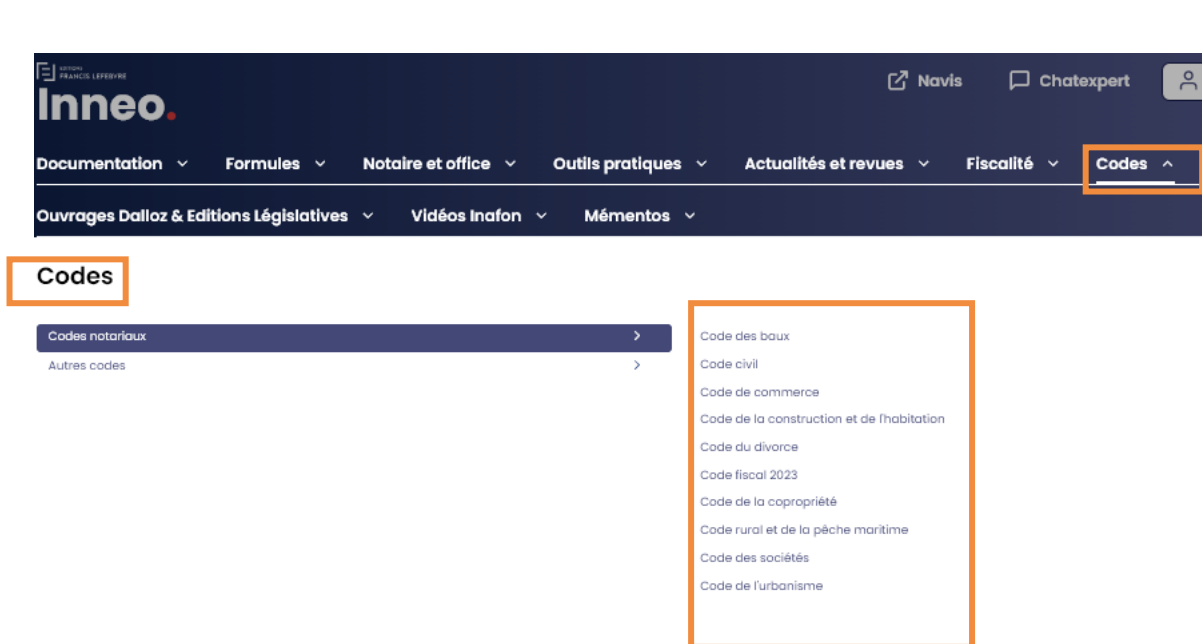 EDITIONS
FRANCIS LEFEBVRE
Inneo.
Navis Chatexpert
Documentation Formules Notaire et office Outils pratiques Actualités et revues Fiscalité Codes
Ouvrages Dalloz & Editions Législatives Vidéos Inafon Mémentos
Codes
Codes notariaux
Autres codes
Code des baux
Code civil
Code de commerce
Code de la construction et de l'habitation
Code du divorce
Code fiscal 2023
Code de la copropriété
Code rural et de la pêche maritime
Code des sociétés
Code de l'urbanisme